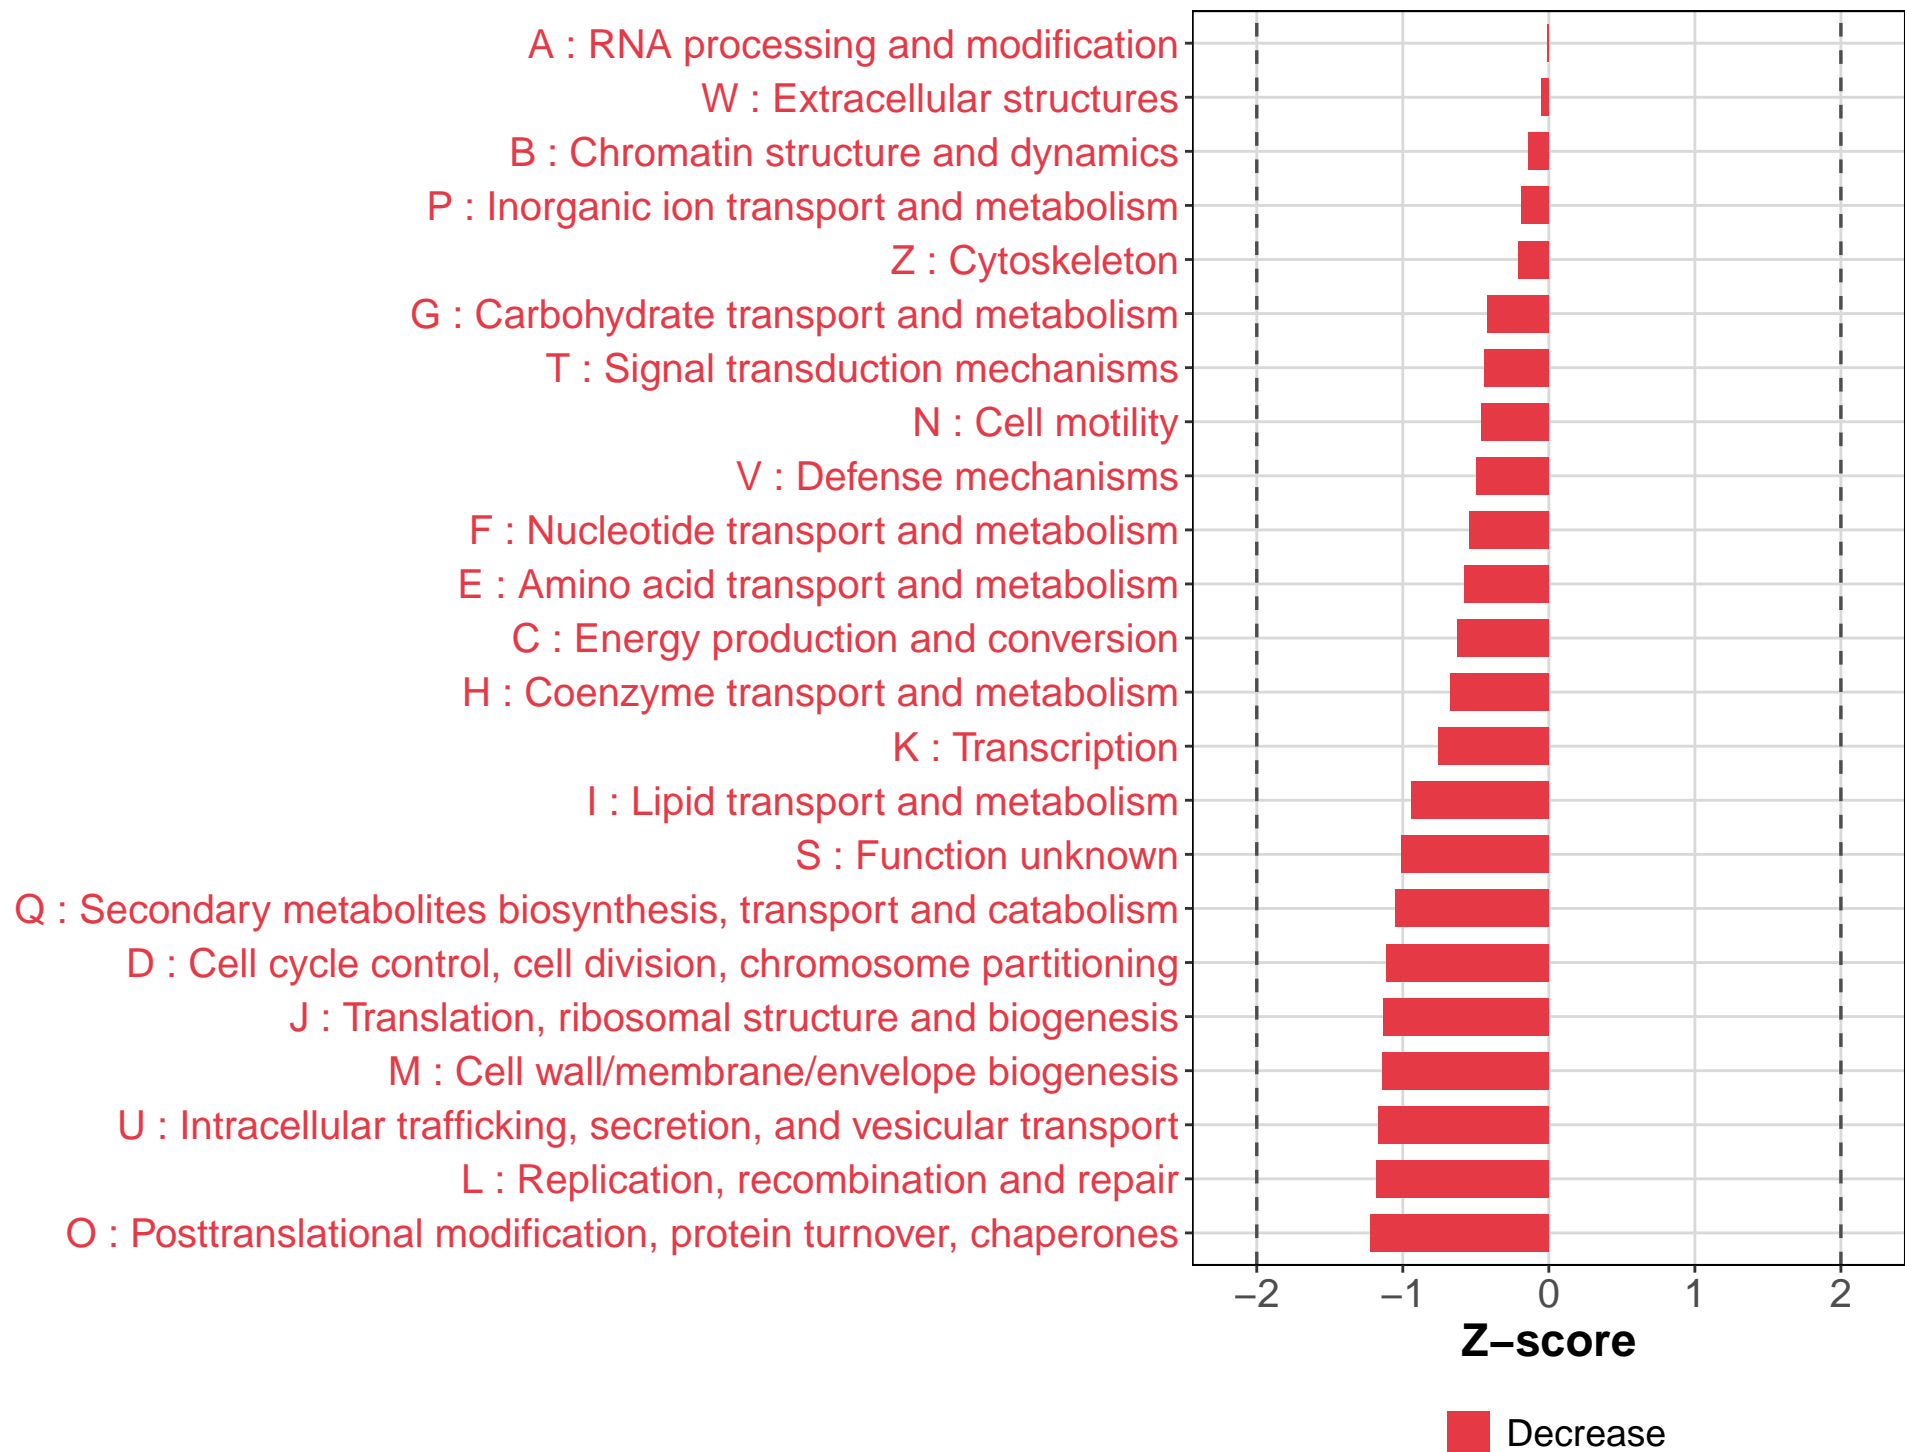 A : RNA processing and modification
W : Extracellular structures
B : Chromatin structure and dynamics
P : Inorganic ion transport and metabolism
Z : Cytoskeleton
G : Carbohydrate transport and metabolism
T : Signal transduction mechanisms
N : Cell motility
V : Defense mechanisms
F : Nucleotide transport and metabolism
E : Amino acid transport and metabolism
C : Energy production and conversion
H : Coenzyme transport and metabolism
K : Transcription
I : Lipid transport and metabolism
S : Function unknown
Q : Secondary metabolites biosynthesis, transport and catabolism
D : Cell cycle control, cell division, chromosome partitioning
J : Translation, ribosomal structure and biogenesis
M : Cell wall/membrane/envelope biogenesis
U : Intracellular trafficking, secretion, and vesicular transport
L : Replication, recombination and repair
O : Posttranslational modification, protein turnover, chaperones
−2 −1 0 1 2
Z−score
Decrease